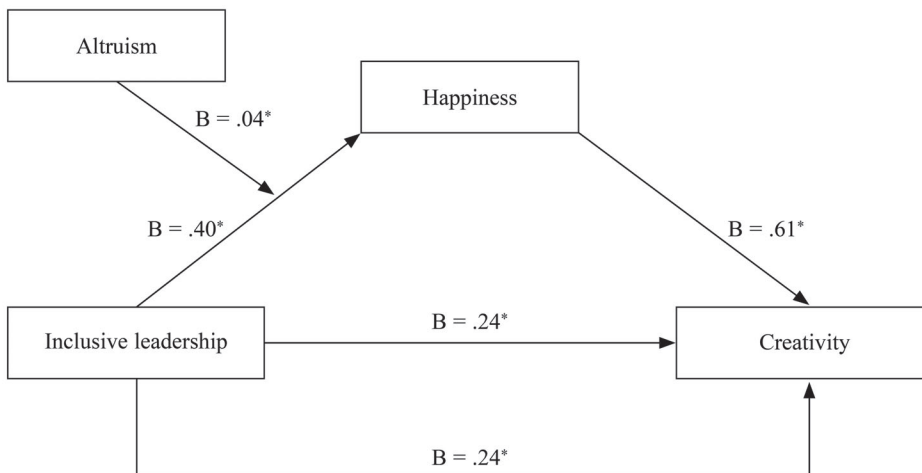 Altruism
Happiness
B = .04*
B = .40*
B = .61*
Inclusive leadership
B = .24*
Creativity
B = .24*